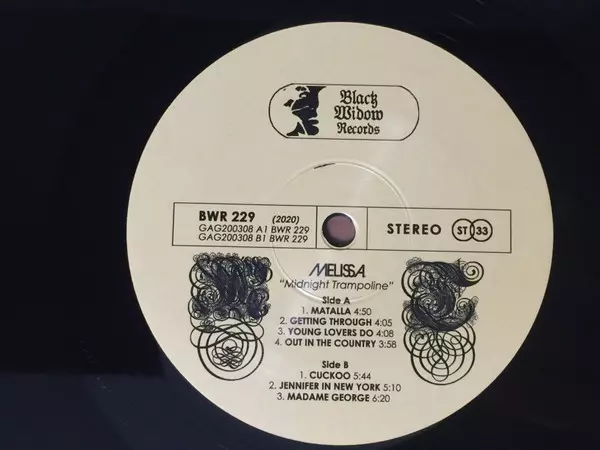 Black
Widow
Records
BWR 229 (2020)
GAG200308 A1 BWR 229
GAG200308 B1 BWR 229
STEREO ST 33
MELISSA
"Midnight Trampoline"
Side A
1. MATALLA 4:50
2. GETTING THROUGH 4:05
3. YOUNG LOVERS DO 4:08
4. OUT IN THE COUNTRY 3:58
Side B
1. CUCKOO 5:44
2. JENNIFER IN NEW YORK 5:10
3. MADAME GEORGE 6:20